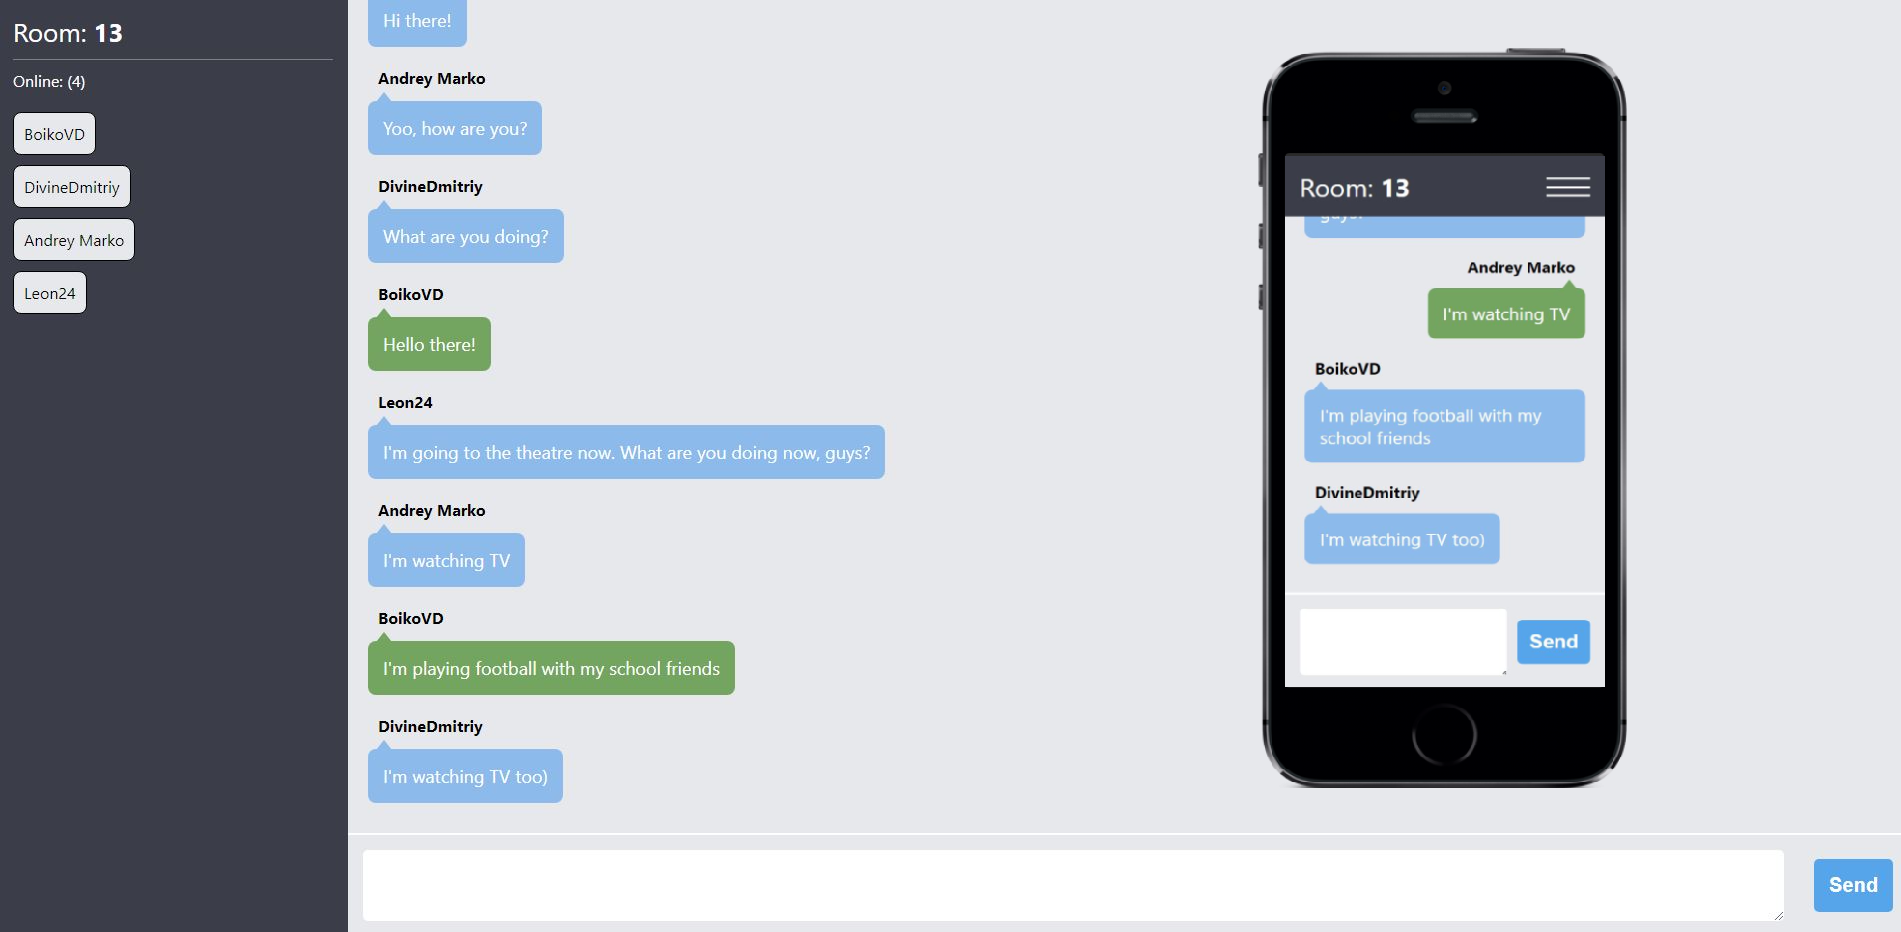 Room: 13
Online: (4)
BoikoVD
DivineDmitriy
Andrey Marko
Leon24
Hi there!
Andrey Marko
Yoo, how are you?
DivineDmitriy
What are you doing?
BoikoVD
Hello there!
Leon24
I'm going to the theatre now. What are you doing now, guys?
Andrey Marko
I'm watching TV
BoikoVD
I'm playing football with my school friends
DivineDmitriy
I'm watching TV too)
Send
Room: 13
guys?
Andrey Marko
I'm watching TV
BoikoVD
I'm playing football with my
school friends
DivineDmitriy
I'm watching TV too)
Send